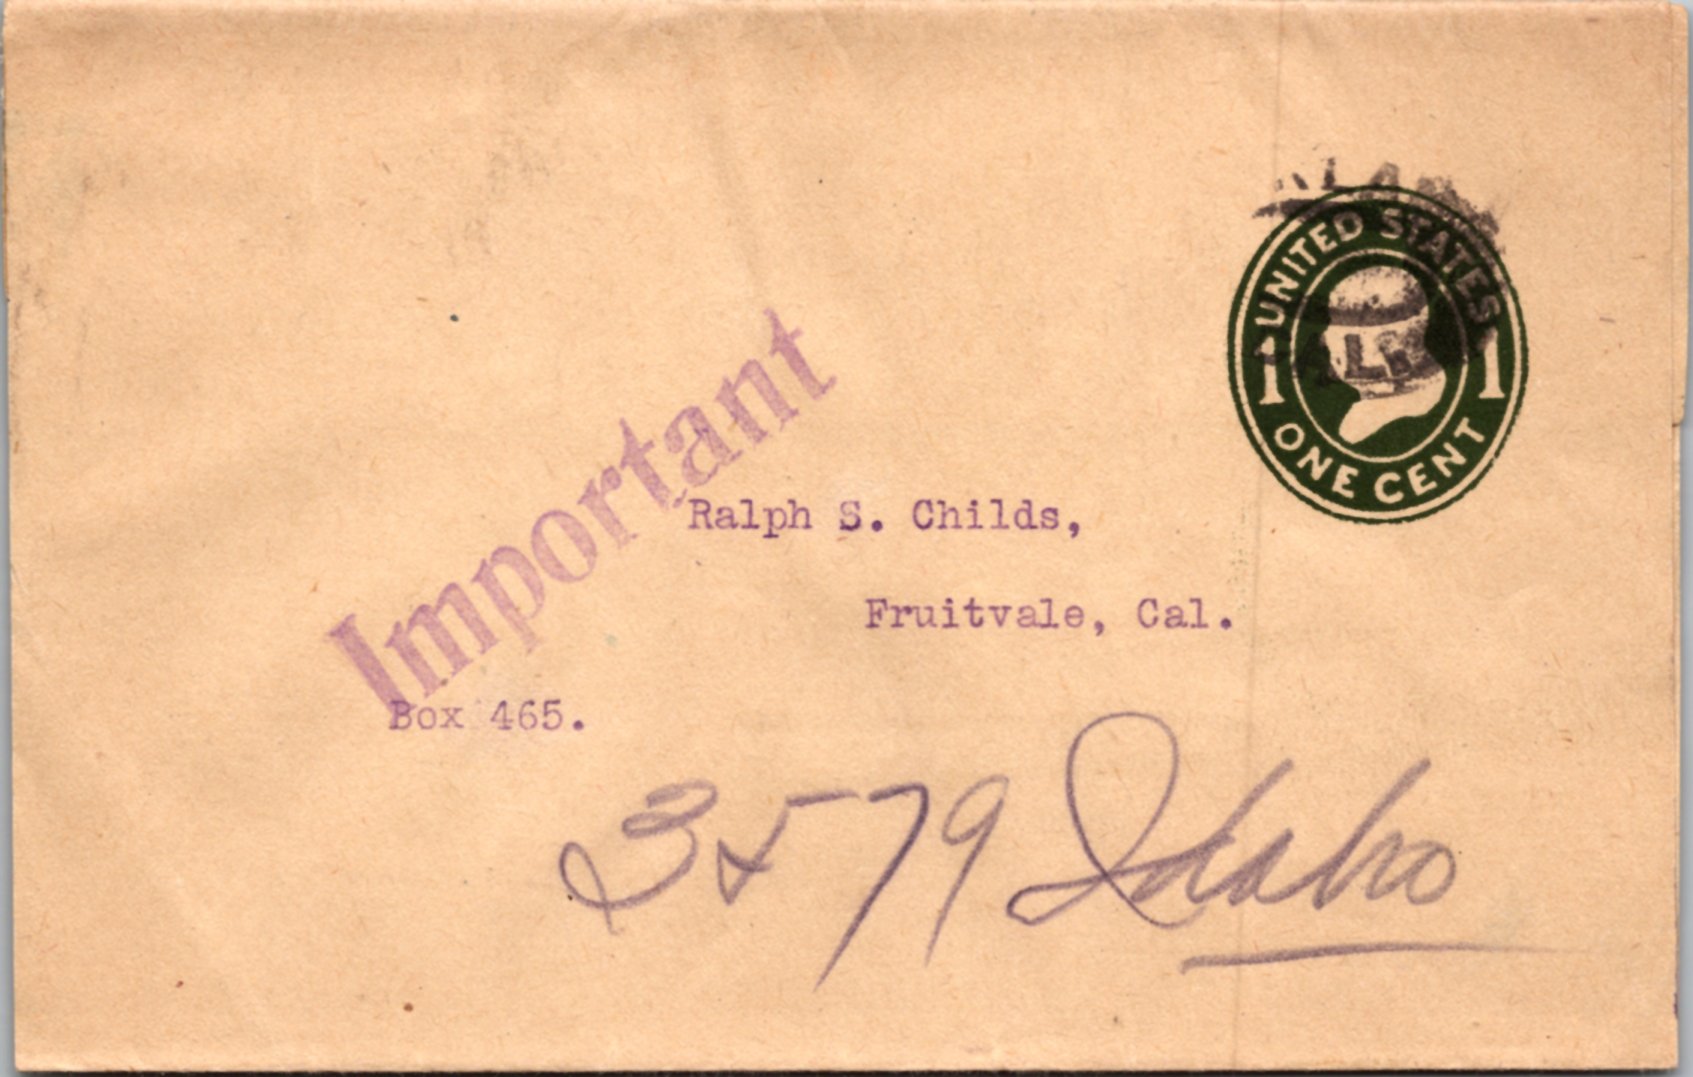 UNITED STATES
1 1
ONE CENT
Important
Ralph S. Childs,
Fruitvale, Cal.
Box 465.
3579 Idaho